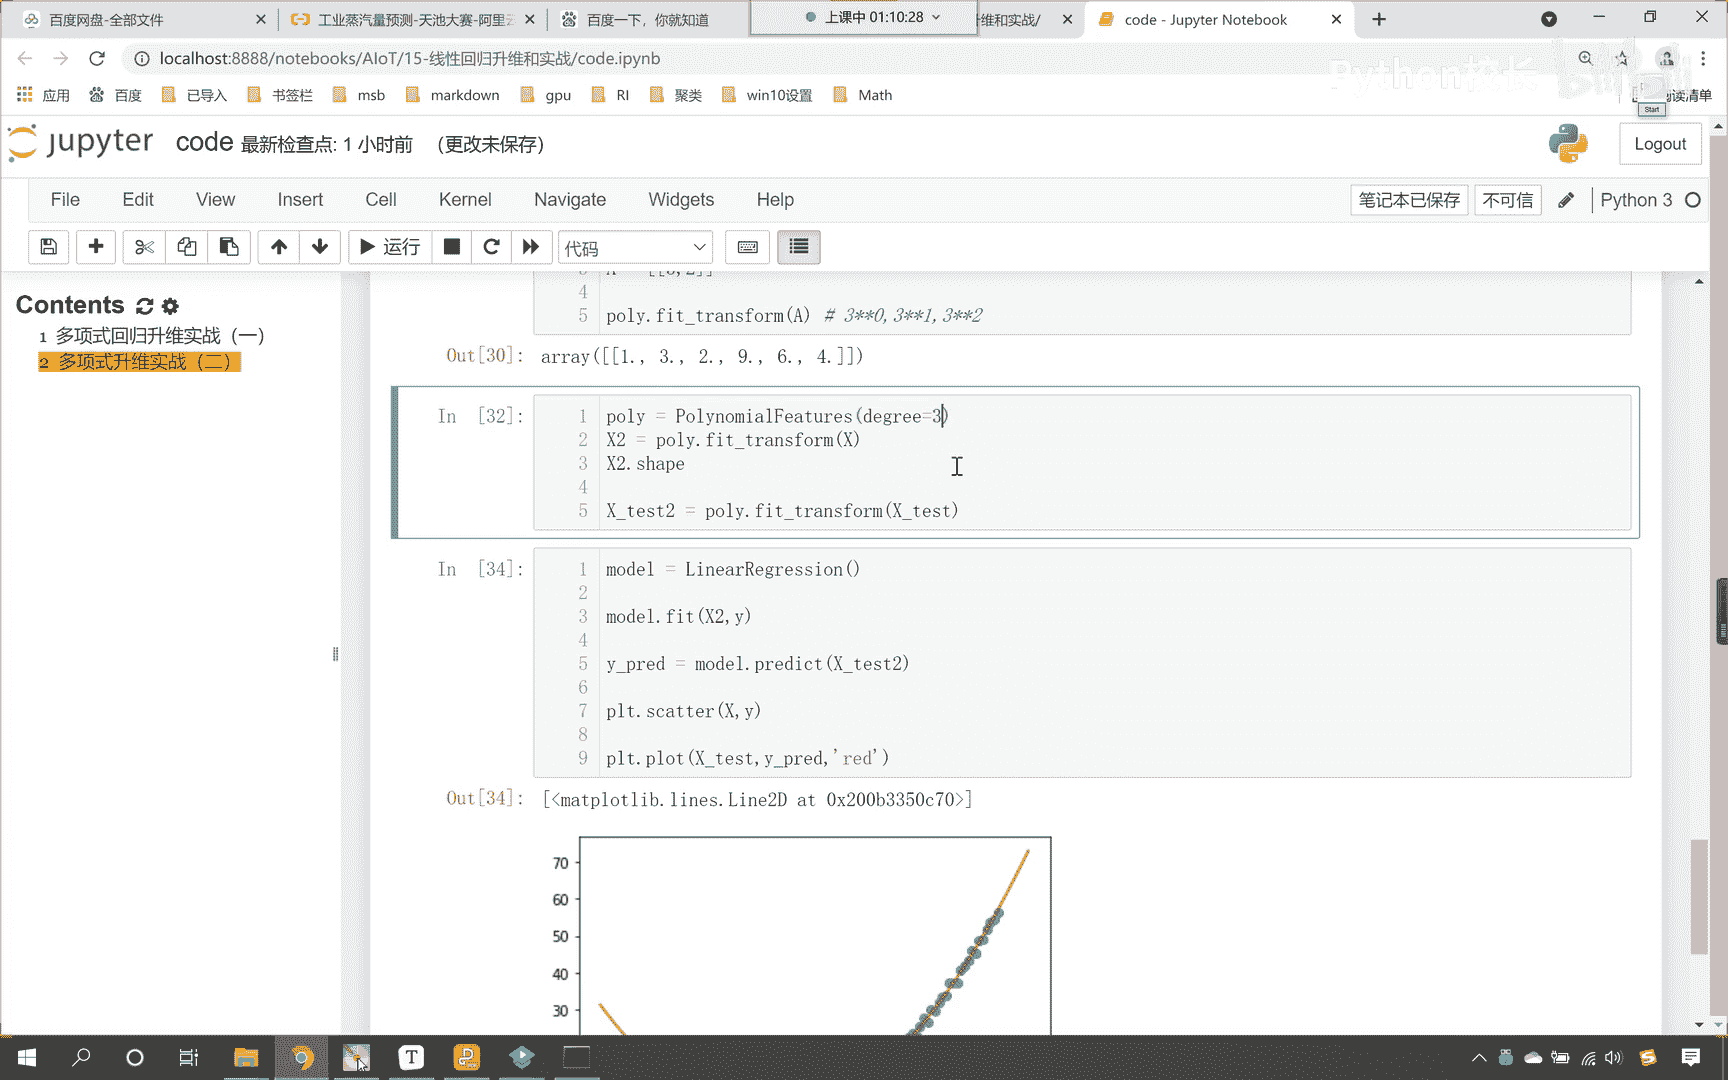 百度网盘-全部文件
工业蒸汽量预测-天池大赛-阿里云
百度一下，你就知道
上课中 01:10:28
维和实战/
code - Jupyter Notebook
localhost:8888/notebooks/AIoT/15-线性回归升维和实战/code.ipynb
应用
百度
已导入
书签栏
msb
markdown
gpu
RI
聚类
win10设置
Math
阅读清单
Start
jupyter
code 最新检查点: 1 小时前 (更改未保存)
Logout
File Edit View Insert Cell Kernel Navigate Widgets Help
笔记本已保存
不可信
Python 3
运行
代码
Contents
1 多项式回归升维实战（一）
2 多项式升维实战（二）
4
5 poly.fit_transform(A) # 3**0,3**1,3**2
Out[30]: array([[1., 3., 2., 9., 6., 4.]])
In [32]:
1 poly = PolynomialFeatures(degree=3)
2 X2 = poly.fit_transform(X)
3 X2.shape
4
5 X_test2 = poly.fit_transform(X_test)
In [34]:
1 model = LinearRegression()
2
3 model.fit(X2,y)
4
5 y_pred = model.predict(X_test2)
6
7 plt.scatter(X,y)
8
9 plt.plot(X_test,y_pred,'red')
Out[34]: [<matplotlib.lines.Line2D at 0x200b3350c70>]
70
60
50
40
30